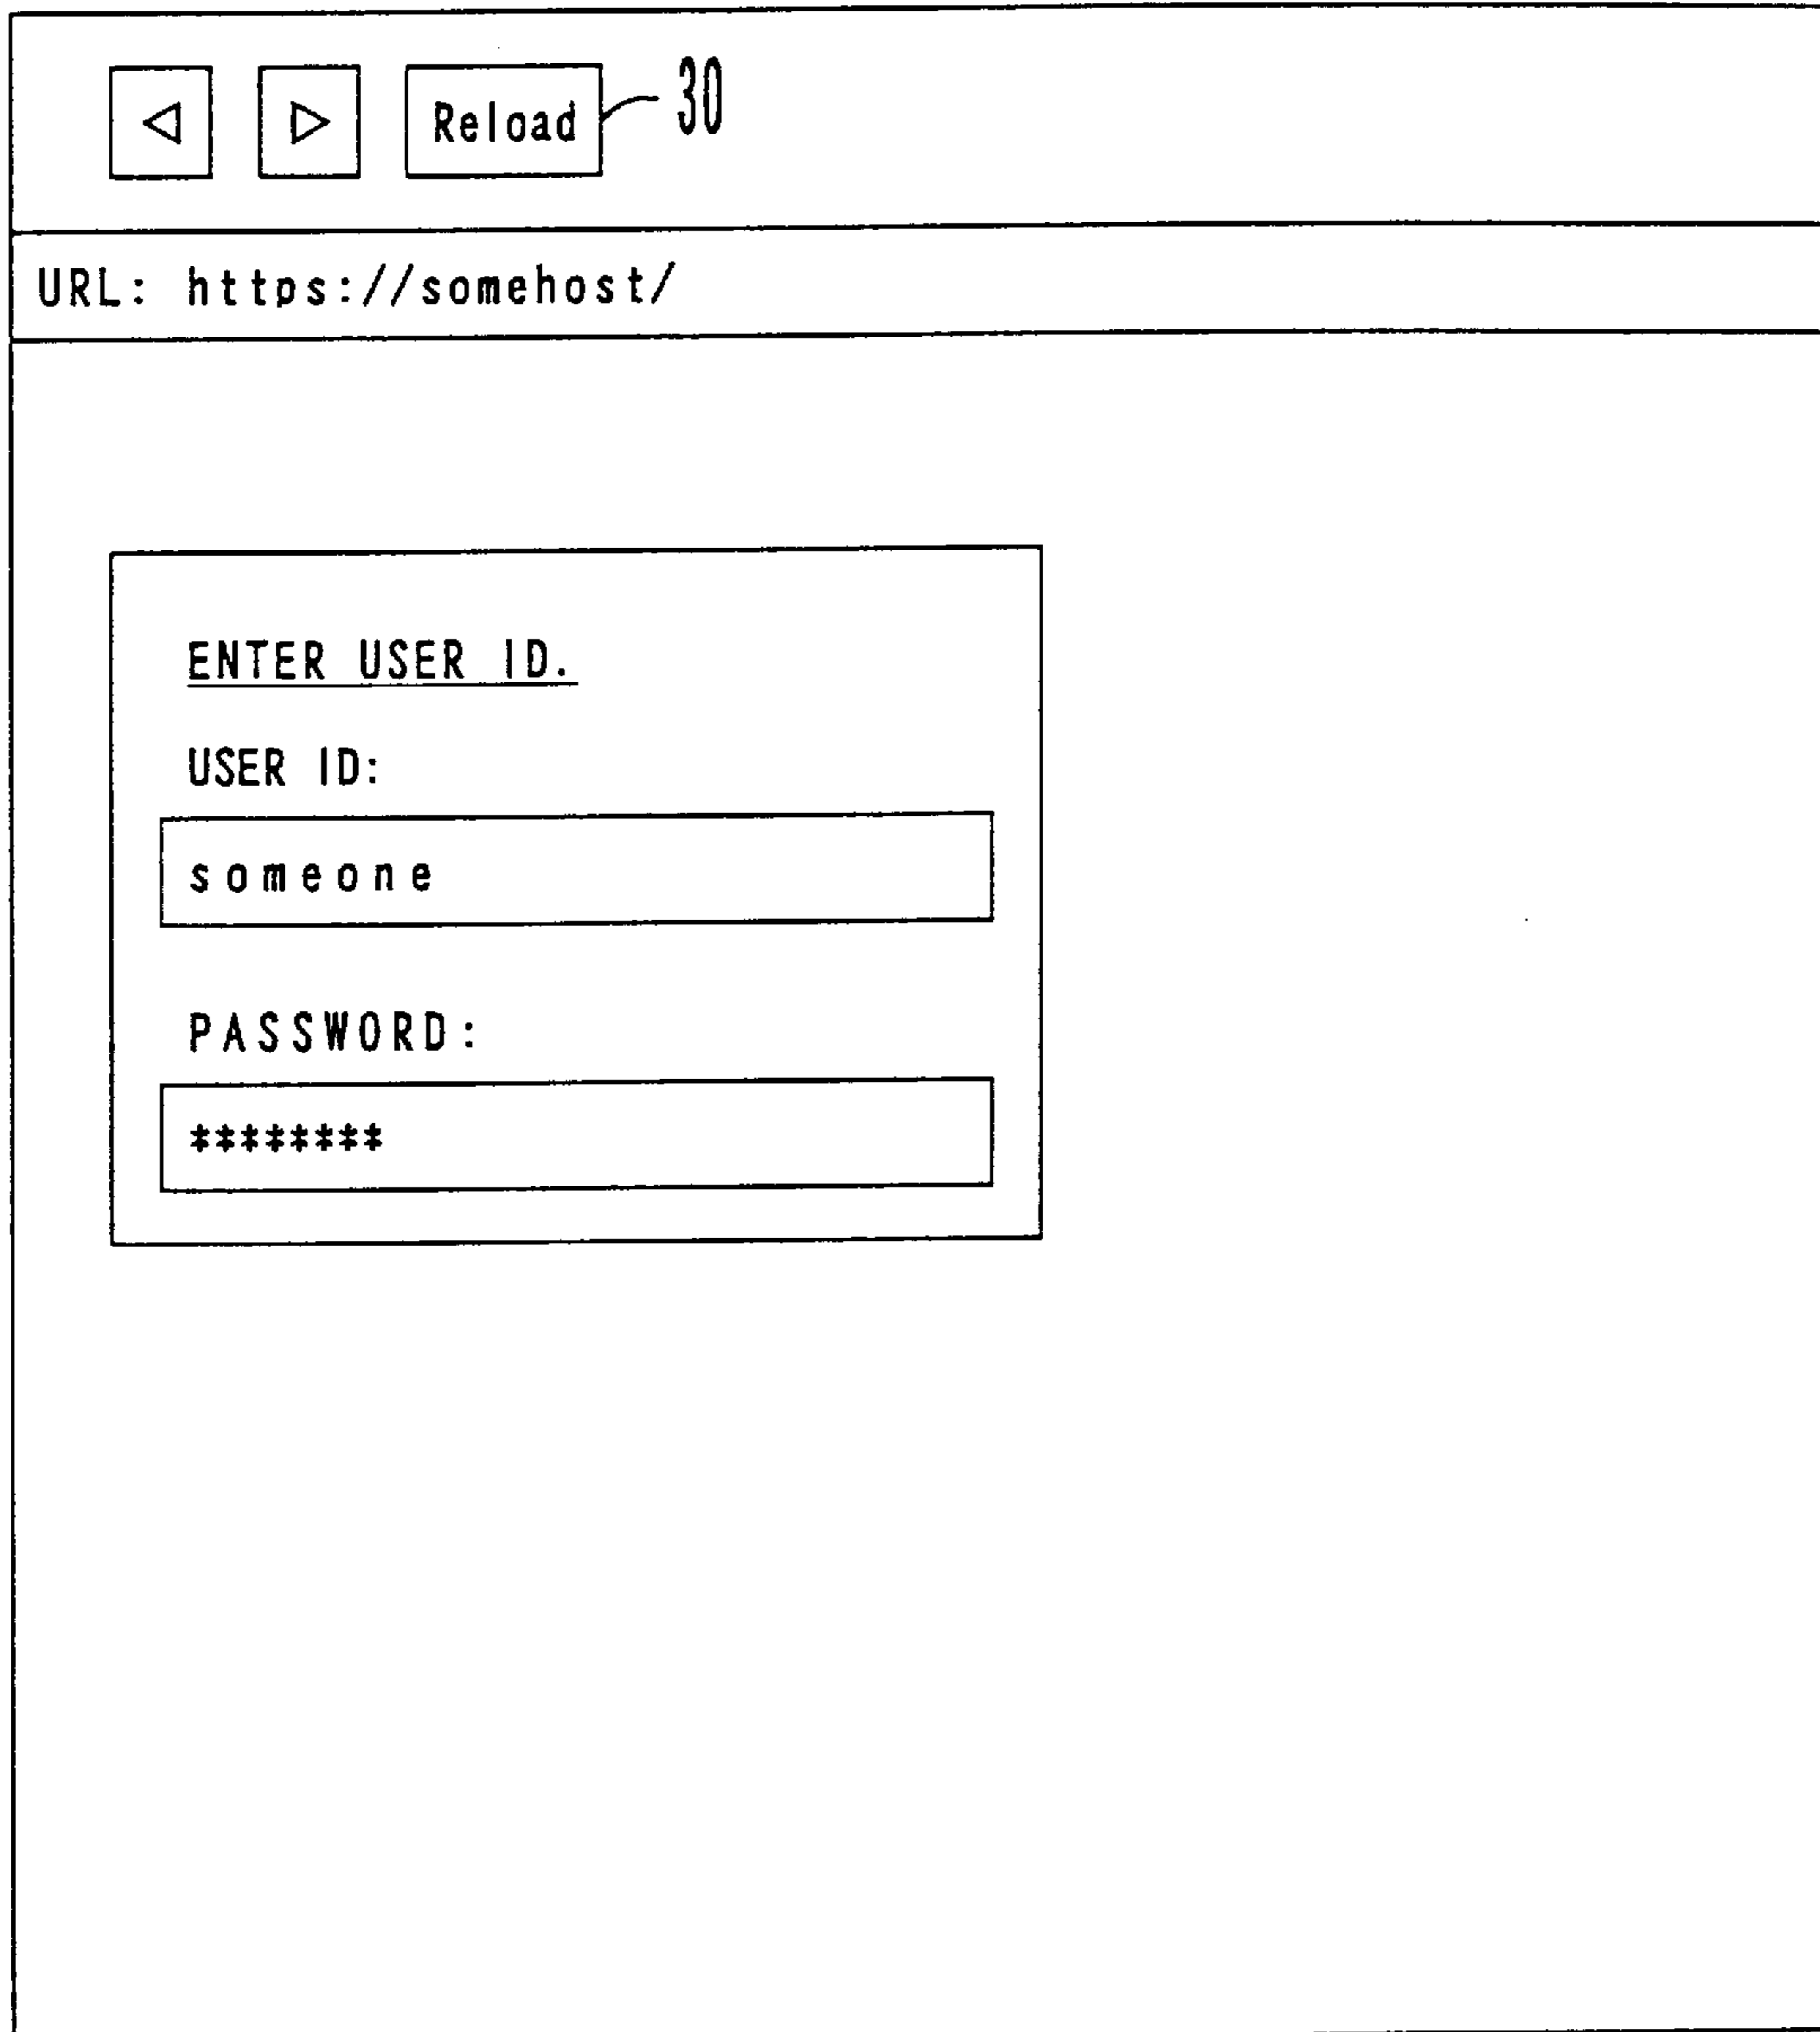 Reload 30
URL: https://somehost/
ENTER USER ID.
USER ID:
someone
PASSWORD:
********